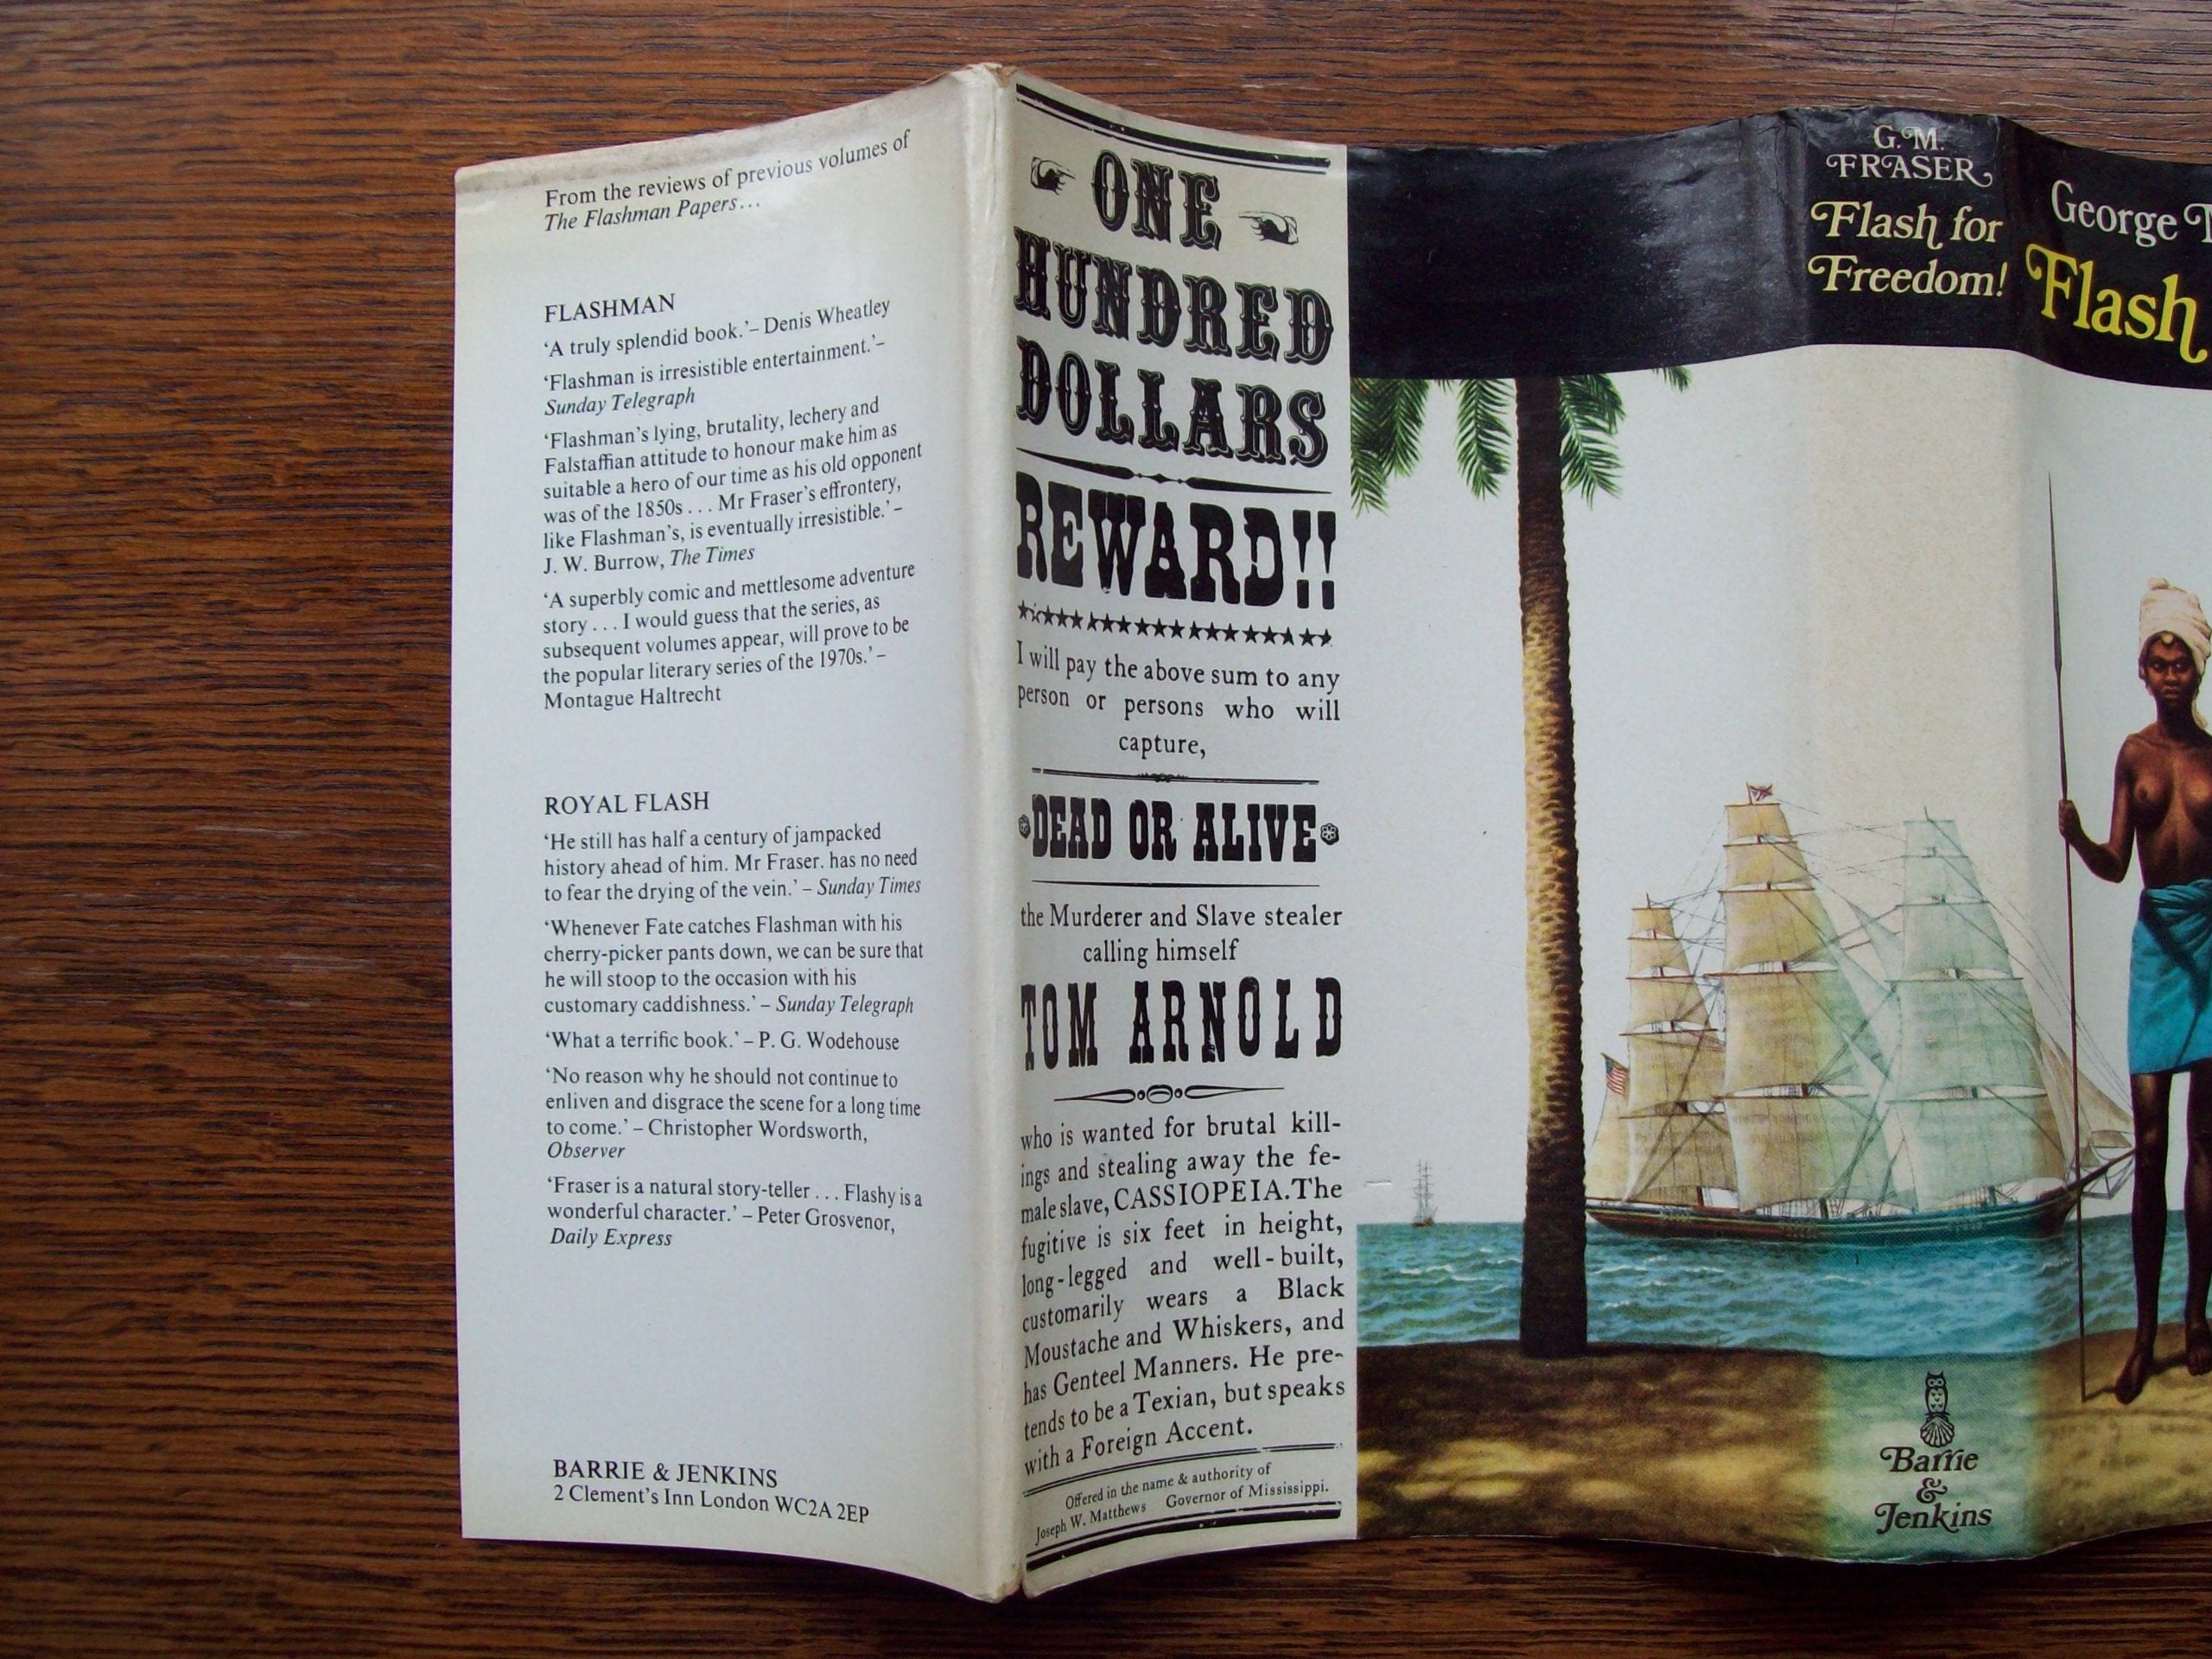 From the reviews of previous volumes of
The Flashman Papers...
FLASHMAN
‘A truly splendid book.’ – Denis Wheatley
‘Flashman is irresistible entertainment.’ –
Sunday Telegraph
‘Flashman's lying, brutality, lechery and
Falstaffian attitude to honour make him as
suitable a hero of our time as his old opponent
was of the 1850s . . . Mr Fraser's effrontery,
like Flashman's, is eventually irresistible.’ –
J. W. Burrow, The Times
‘A superbly comic and mettlesome adventure
story . . . I would guess that the series, as
subsequent volumes appear, will prove to be
the popular literary series of the 1970s.’ –
Montague Haltrecht
ROYAL FLASH
‘He still has half a century of jampacked
history ahead of him. Mr Fraser. has no need
to fear the drying of the vein.’ – Sunday Times
‘Whenever Fate catches Flashman with his
cherry-picker pants down, we can be sure that
he will stoop to the occasion with his
customary caddishness.’ – Sunday Telegraph
‘What a terrific book.’ – P. G. Wodehouse
‘No reason why he should not continue to
enliven and disgrace the scene for a long time
to come.’ – Christopher Wordsworth,
Observer
‘Fraser is a natural story-teller . . . Flashy is a
wonderful character.’ – Peter Grosvenor,
Daily Express
BARRIE & JENKINS
2 Clement's Inn London WC2A 2EP
ONE
HUNDRED
DOLLARS
REWARD!!
I will pay the above sum to any
person or persons who will
capture,
DEAD OR ALIVE
the Murderer and Slave stealer
calling himself
TOM ARNOLD
who is wanted for brutal kill-
ings and stealing away the fe-
male slave, CASSIOPEIA. The
fugitive is six feet in height,
long-legged and well-built,
customarily wears a Black
Moustache and Whiskers, and
has Genteel Manners. He pre-
tends to be a Texian, but speaks
with a Foreign Accent.
Offered in the name & authority of
Joseph W. Matthews Governor of Mississippi.
G. M.
FRASER
Flash for
Freedom!
Barrie
&
Jenkins
George
Flash